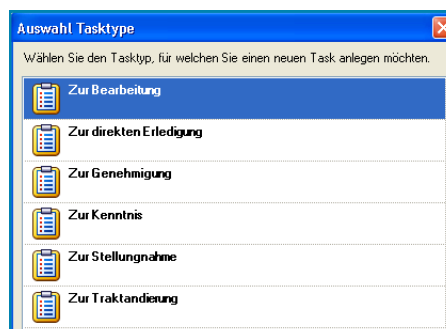 Auswahl Tasktype
Wählen Sie den Tasktyp, für welchen Sie einen neuen Task anlegen möchten.
Zur Bearbeitung
Zur direkten Erledigung
Zur Genehmigung
Zur Kenntnis
Zur Stellungnahme
Zur Traktandierung